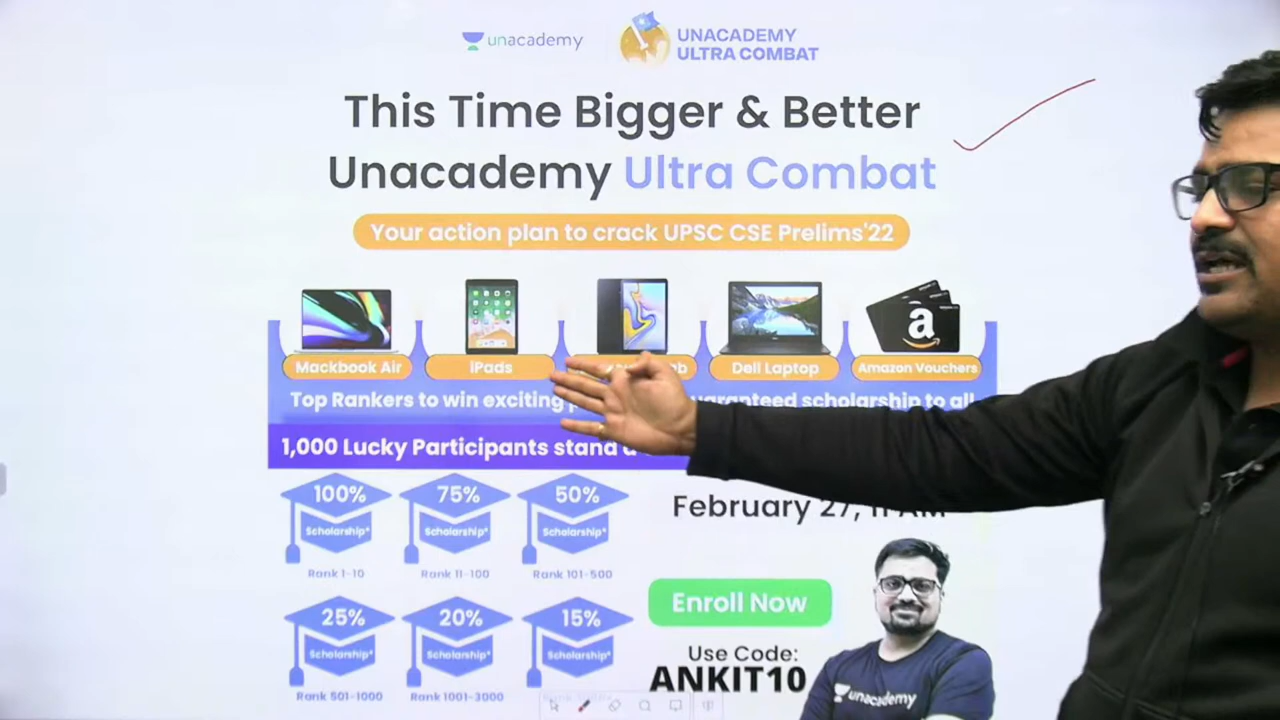 unacademy
UNACADEMY
ULTRA COMBAT
This Time Bigger & Better
Unacademy Ultra Combat
Your action plan to crack UPSC CSE Prelims'22
a
Mackbook Air
iPads
Dell Laptop
Amazon Vouchers
Top Rankers to win exciting guaranteed scholarship to all
1,000 Lucky Participants stand a
100%
75%
50%
Scholarship*
Scholarship*
Scholarship*
February 27, 11 AM
Rank 1-10
Rank 11-100
Rank 101-500
Enroll Now
25%
20%
15%
Scholarship*
Scholarship*
Scholarship*
Use Code:
ANKIT10
Rank 501-1000
Rank 1001-3000
unacademy